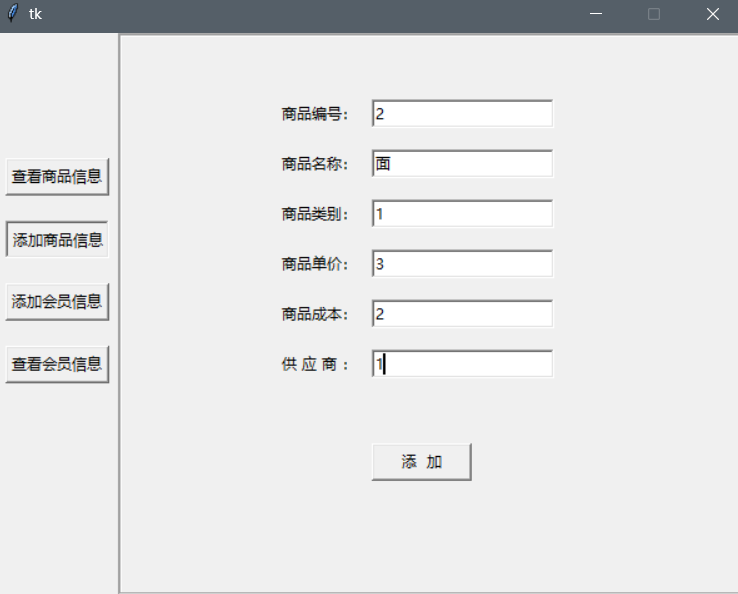 tk
查看商品信息
添加商品信息
添加会员信息
查看会员信息
商品编号： 2
商品名称： 面
商品类别： 1
商品单价： 3
商品成本： 2
供 应 商 ： 1
添 加